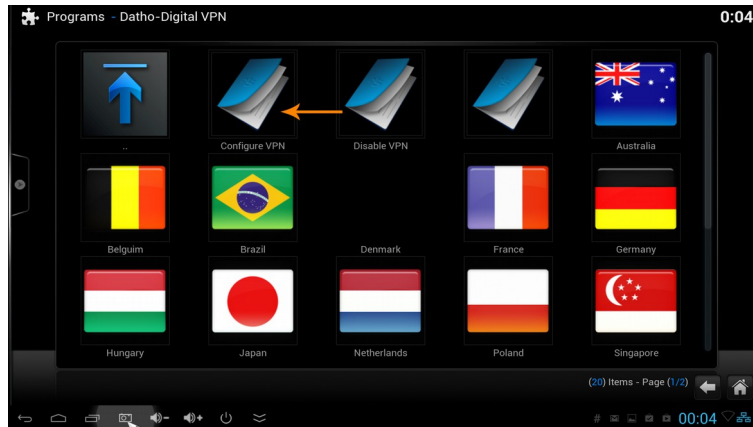 Programs - Datho-Digital VPN
0:04
..
Configure VPN
Disable VPN
Australia
Belguim
Brazil
Denmark
France
Germany
Hungary
Japan
Netherlands
Poland
Singapore
(20) Items - Page (1/2)
00:04